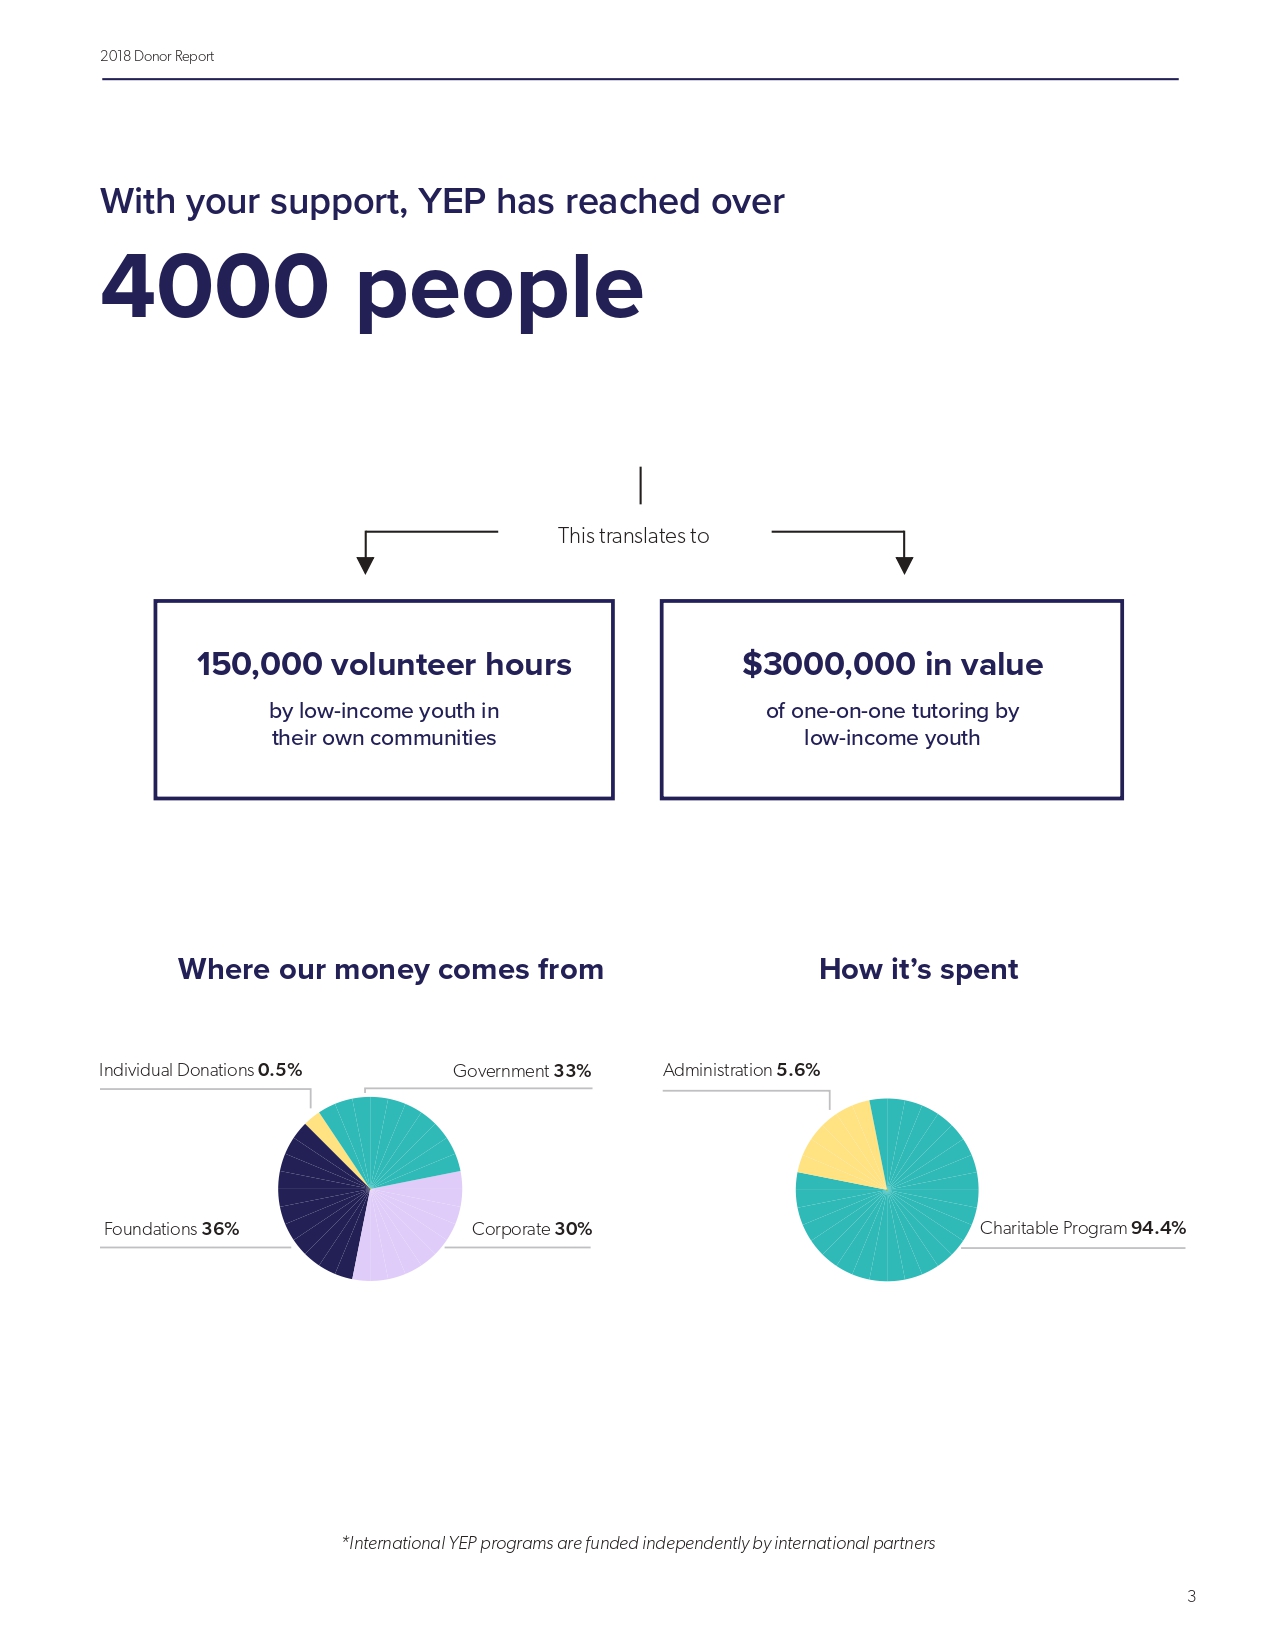 2018 Donor Report
With your support, YEP has reached over
4000 people
This translates to
150,000 volunteer hours
by low-income youth in
their own communities
$3000,000 in value
of one-on-one tutoring by
low-income youth
Where our money comes from
Individual Donations 0.5%
Government 33%
Foundations 36%
Corporate 30%
How it’s spent
Administration 5.6%
Charitable Program 94.4%
*International YEP programs are funded independently by international partners
3